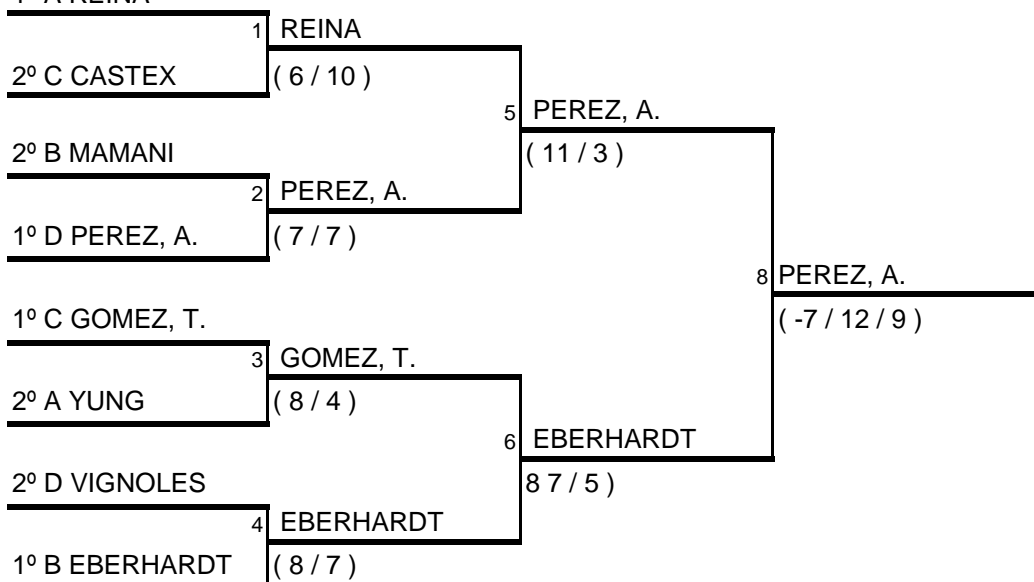 1º A REINA
1 REINA
2º C CASTEX
( 6 / 10 )
5 PEREZ, A.
2º B MAMANI
( 11 / 3 )
2 PEREZ, A.
1º D PEREZ, A.
( 7 / 7 )
8 PEREZ, A.
1º C GOMEZ, T.
( -7 / 12 / 9 )
3 GOMEZ, T.
2º A YUNG
( 8 / 4 )
6 EBERHARDT
2º D VIGNOLES
8 7 / 5 )
4 EBERHARDT
1º B EBERHARDT
( 8 / 7 )